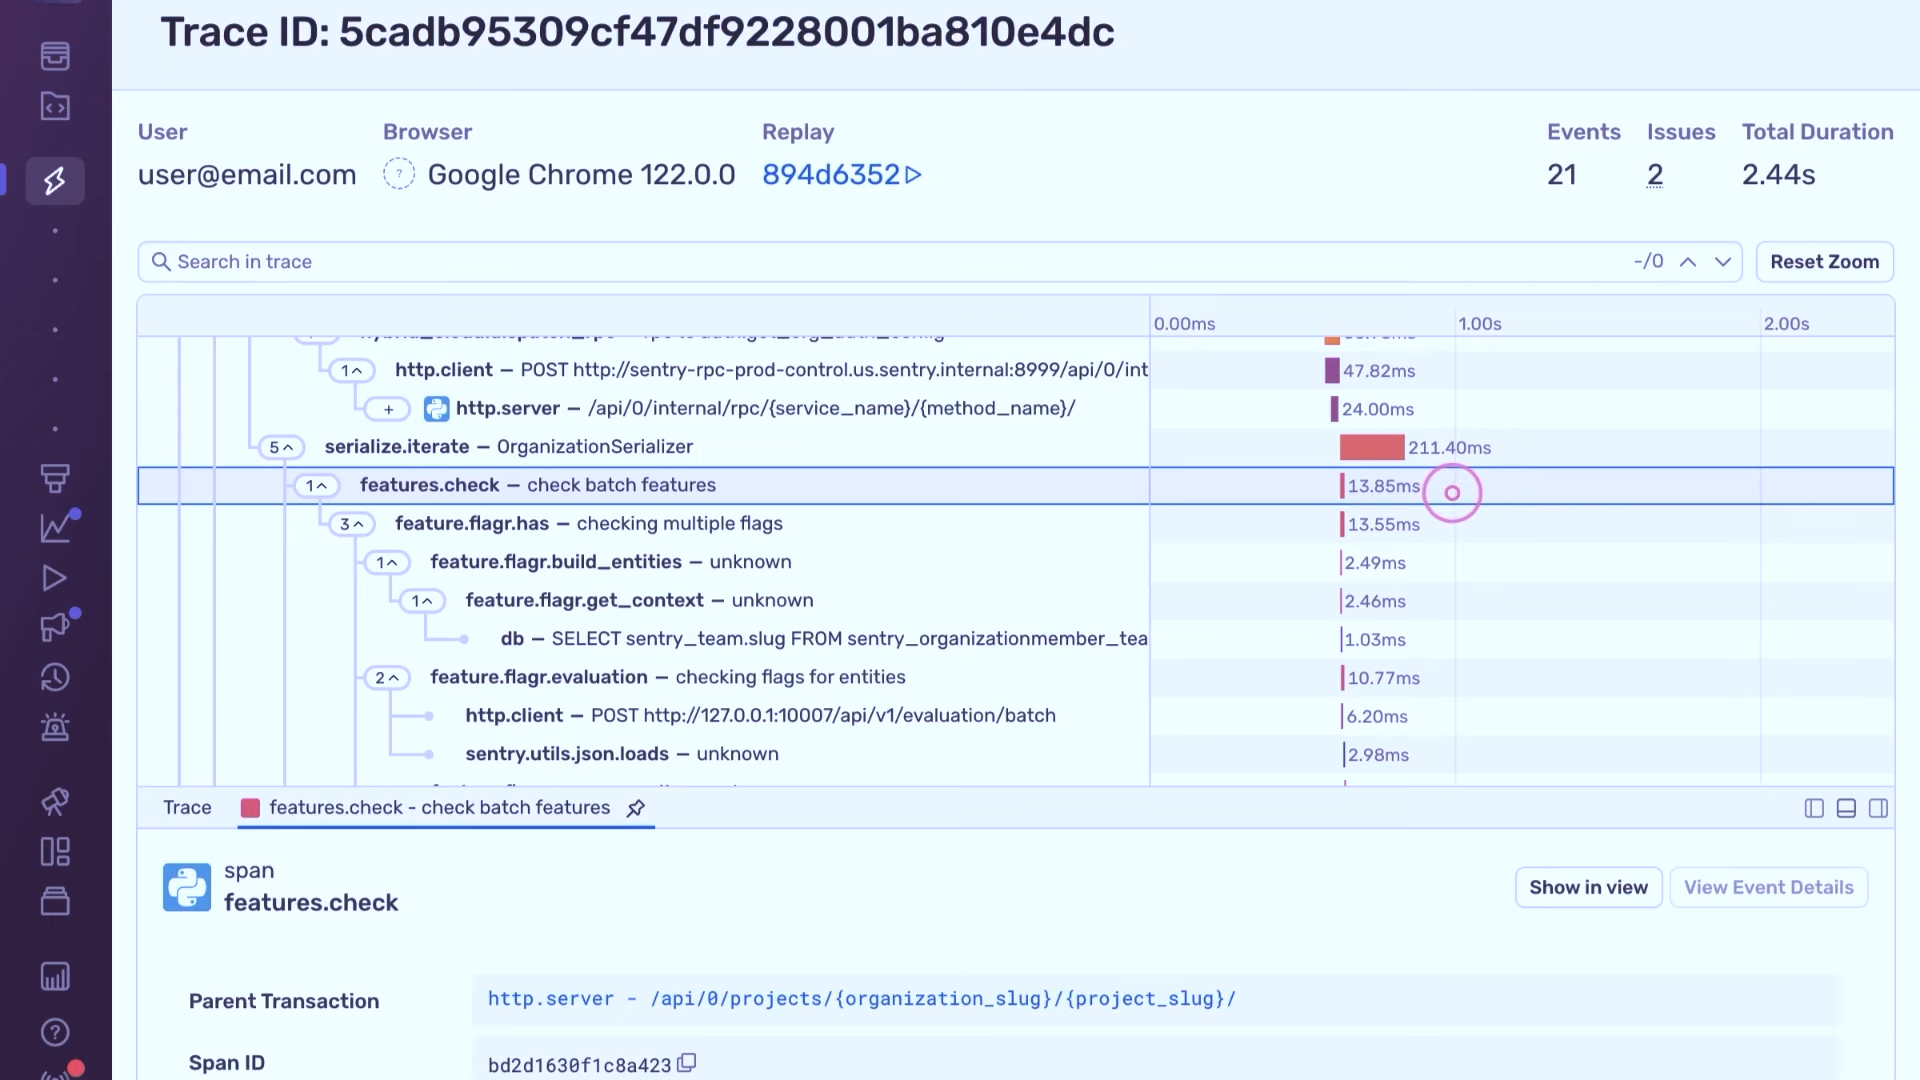 Trace ID: 5cadb95309cf47df9228001ba810e4dc
User Browser Replay Events Issues Total Duration
user@email.com ? Google Chrome 122.0.0 894d6352 21 2 2.44s
Search in trace -/0 Reset Zoom
0.00ms 1.00s 2.00s
1 http.client — POST http://sentry-rpc-prod-control.us.sentry.internal:8999/api/0/int 47.82ms
+ http.server — /api/0/internal/rpc/{service_name}/{method_name}/ 24.00ms
5 serialize.iterate — OrganizationSerializer 211.40ms
1 features.check — check batch features 13.85ms
3 feature.flagr.has — checking multiple flags 13.55ms
1 feature.flagr.build_entities — unknown 2.49ms
1 feature.flagr.get_context — unknown 2.46ms
db — SELECT sentry_team.slug FROM sentry_organizationmember_tea 1.03ms
2 feature.flagr.evaluation — checking flags for entities 10.77ms
http.client — POST http://127.0.0.1:10007/api/v1/evaluation/batch 6.20ms
sentry.utils.json.loads — unknown 2.98ms
Trace features.check - check batch features
span
features.check
Show in view View Event Details
Parent Transaction http.server - /api/0/projects/{organization_slug}/{project_slug}/
Span ID bd2d1630f1c8a423